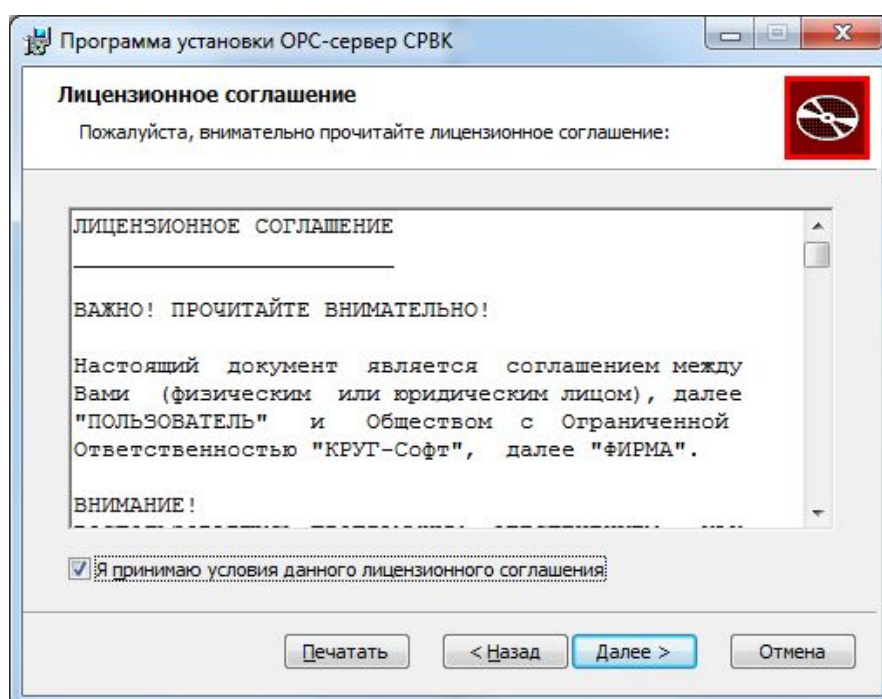 Программа установки OPC-сервер СРВК
Лицензионное соглашение
Пожалуйста, внимательно прочитайте лицензионное соглашение:
ЛИЦЕНЗИОННОЕ СОГЛАШЕНИЕ
ВАЖНО! ПРОЧИТАЙТЕ ВНИМАТЕЛЬНО!
Настоящий документ является соглашением между
Вами (физическим или юридическим лицом), далее
"ПОЛЬЗОВАТЕЛЬ" и Обществом с Ограниченной
Ответственностью "КРУГ-Софт", далее "ФИРМА".
ВНИМАНИЕ!
Я принимаю условия данного лицензионного соглашения
Печатать
< Назад
Далее >
Отмена